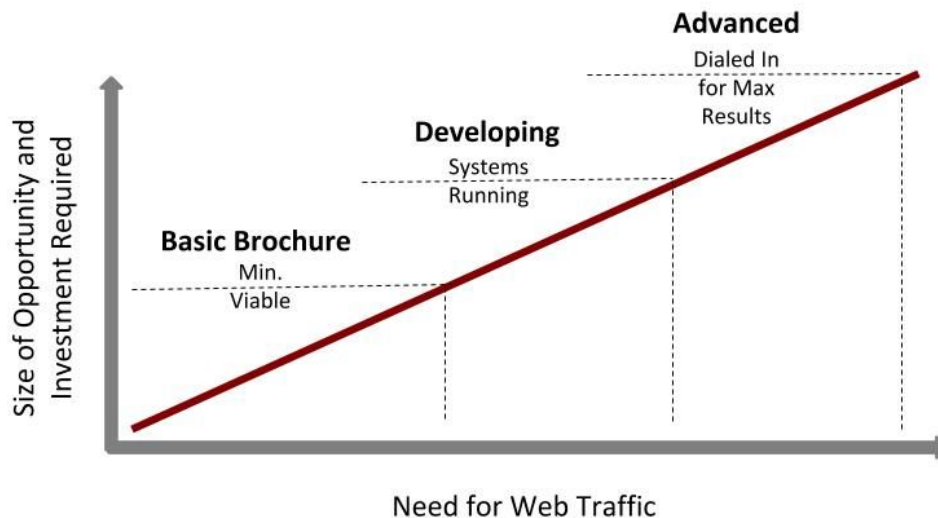 Advanced
Dialed In
for Max
Results
Developing
Systems
Running
Basic Brochure
Min.
Viable
Size of Opportunity and
Investment Required
Need for Web Traffic